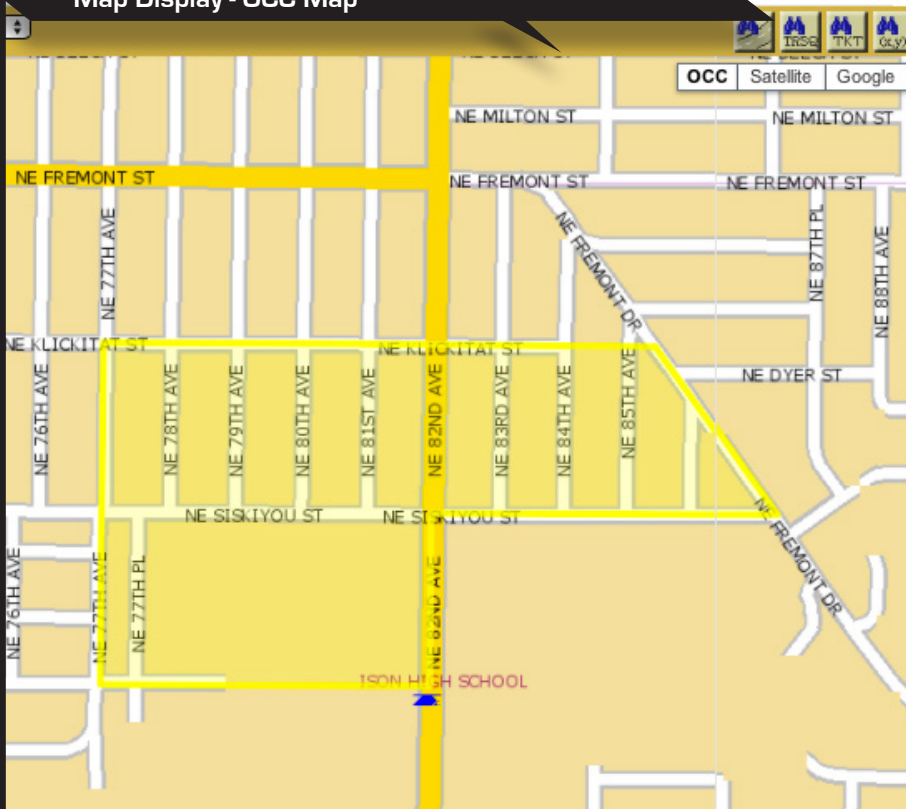 Map Display - OCC Map
IRSQ
TKT
(x,y)
OCC
Satellite
Google
NE MILTON ST
NE MILTON ST
NE FREMONT ST
NE FREMONT ST
NE FREMONT ST
NE 77TH AVE
NE FREMONT DR
NE 87TH PL
NE 88TH AVE
NE KLICKITAT ST
NE KLICKITAT ST
NE DYER ST
NE 76TH AVE
NE 78TH AVE
NE 79TH AVE
NE 80TH AVE
NE 81ST AVE
NE 82ND AVE
NE 83RD AVE
NE 84TH AVE
NE 85TH AVE
NE SISKIYOU ST
NE SISKIYOU ST
NE FREMONT DR
NE 76TH AVE
NE 77TH AVE
NE 77TH PL
NE 82ND AVE
ISON HIGH SCHOOL